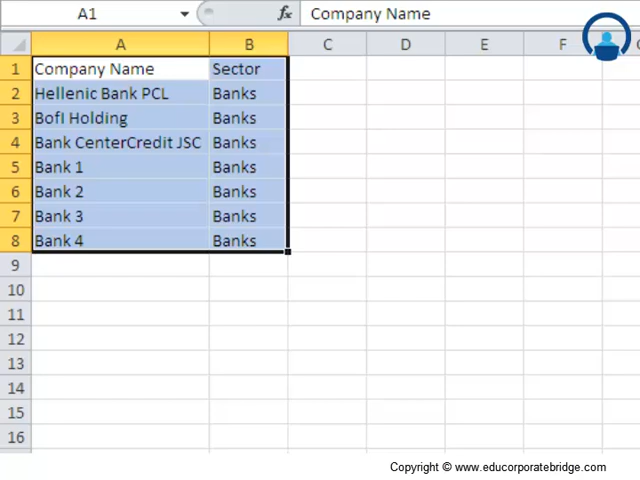 A1 fx Company Name
A B C D E F
1 Company Name Sector
2 Hellenic Bank PCL Banks
3 BofI Holding Banks
4 Bank CenterCredit JSC Banks
5 Bank 1 Banks
6 Bank 2 Banks
7 Bank 3 Banks
8 Bank 4 Banks
9
10
11
12
13
14
15
16
Copyright © www.educorporatebridge.com